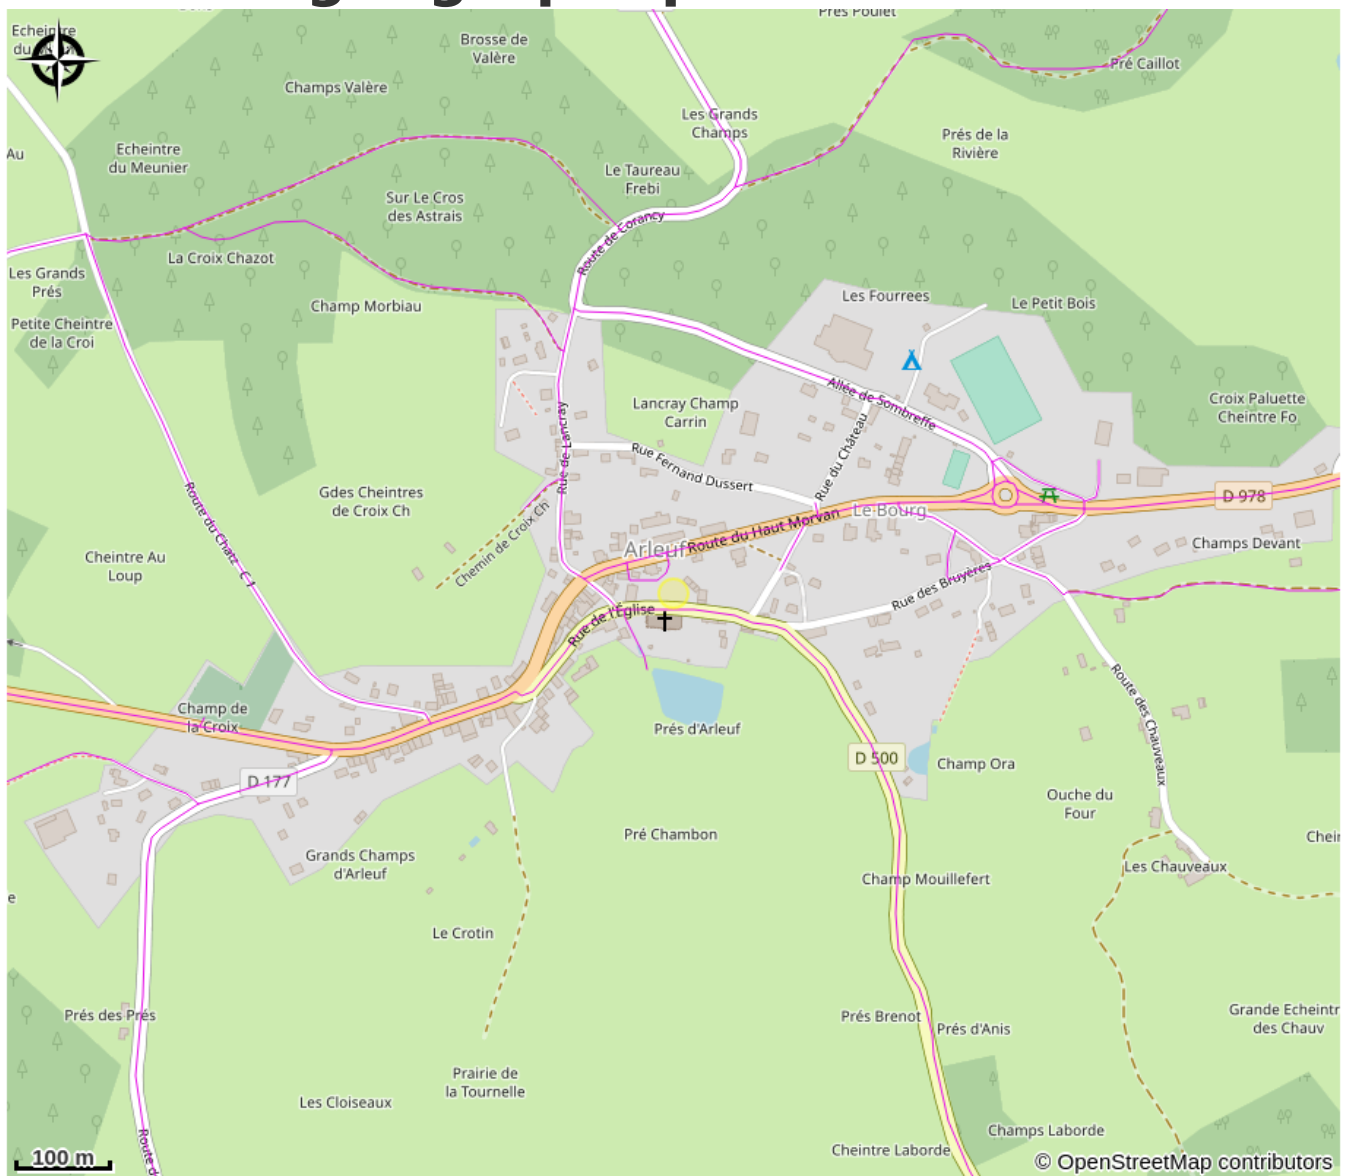 Prés Poulet
Echeintre
Brosse de
Valère
Pré Caillot
Champs Valère
Les Grands
Champs
Prés de la
Rivière
Au
Echeintre
du Meunier
Le Taureau
Frebi
Sur Le Cros
des Astrais
Route de Corancy
La Croix Chazot
Les Grands
Prés
Champ Morbiau
Les Fourrees
Le Petit Bois
Petite Cheintre
de la Croi
Allée de Sombreffe
Lancray Champ
Carrin
Croix Paluette
Cheintre Fo
Rue de Lancray
Rue du Château
Rue Fernand Dussert
Gdes Cheintres
de Croix Ch
D 978
Route du Chatz - C 1
Chemin de Croix Ch
Route du Haut Morvan
Le Bourg
Arleuf
Champs Devant
Cheintre Au
Loup
Rue des Bruyères
Rue de l'Église
Champ de
la Croix
Prés d'Arleuf
Route des Chauveaux
D 500
Champ Ora
D 177
Ouche du
Four
Pré Chambon
Grands Champs
d'Arleuf
Les Chauveaux
Champ Mouillefert
e
Le Crotin
Prés des Prés
Prés Brenot
Prés d'Anis
Grande Echeintr
des Chauv
Prairie de
la Tournelle
Les Cloiseaux
Champs Laborde
Cheintre Laborde
Route d
100 m
© OpenStreetMap contributors